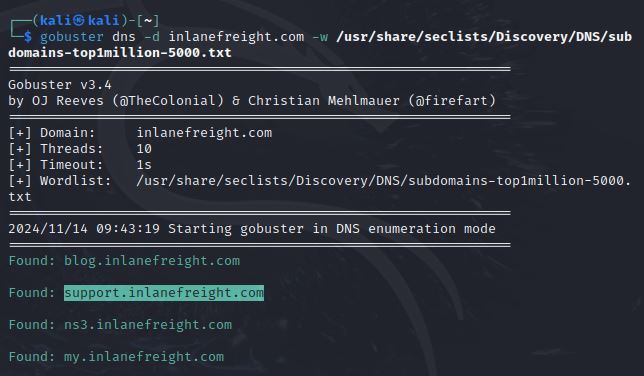 ┌──(kali㉿kali)-[~]
└─$ gobuster dns -d inlanefreight.com -w /usr/share/seclists/Discovery/DNS/sub
domains-top1million-5000.txt
===============================================================
Gobuster v3.4
by OJ Reeves (@TheColonial) & Christian Mehlmauer (@firefart)
===============================================================
[+] Domain:     inlanefreight.com
[+] Threads:    10
[+] Timeout:    1s
[+] Wordlist:   /usr/share/seclists/Discovery/DNS/subdomains-top1million-5000.
txt
===============================================================
2024/11/14 09:43:19 Starting gobuster in DNS enumeration mode
===============================================================
Found: blog.inlanefreight.com
Found: support.inlanefreight.com
Found: ns3.inlanefreight.com
Found: my.inlanefreight.com